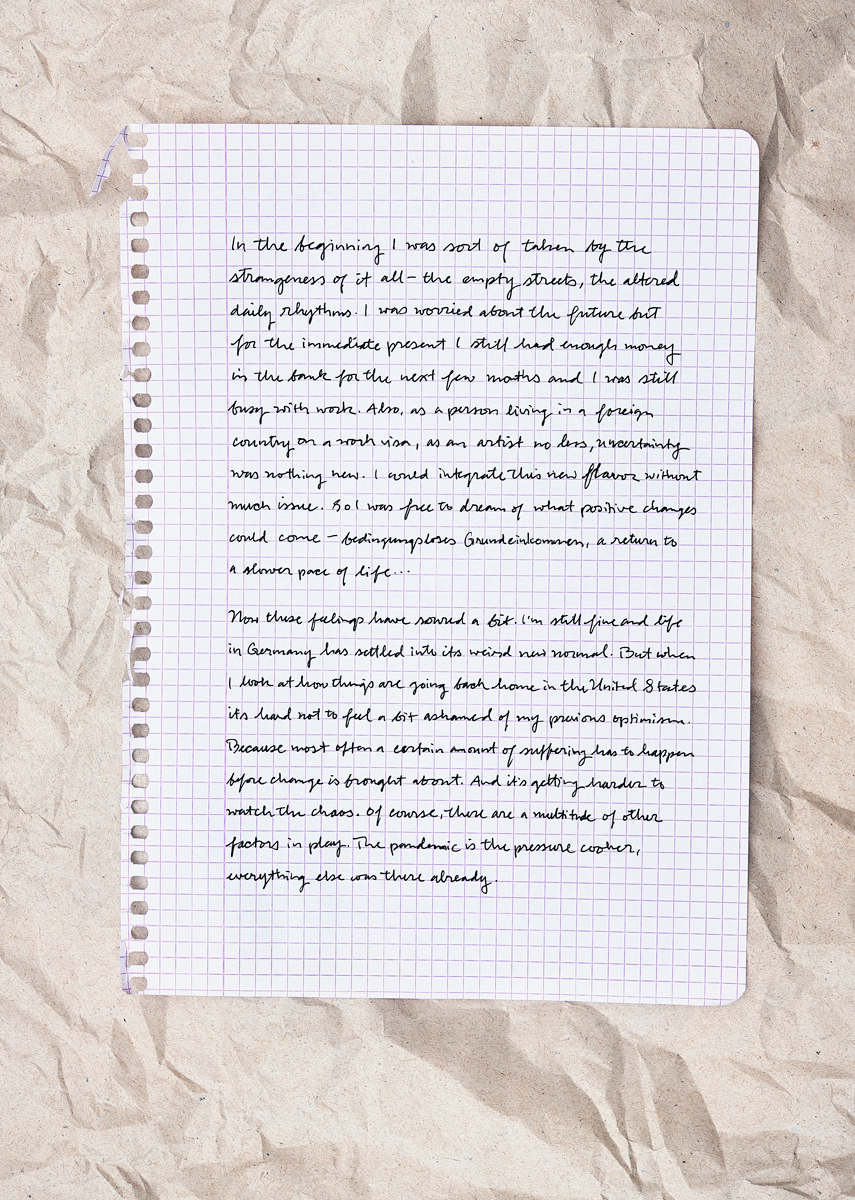 In the beginning I was sort of taken by the
strangeness of it all – the empty streets, the altered
daily rhythms. I was worried about the future but
for the immediate present I still had enough money
in the bank for the next few moths and I was still
busy with work. Also, as a person living in a foreign
country on a work visa, as an artist no less, uncertainty
was nothing new. I could integrate this new flavor without
much issue. So I was free to dream of what positive changes
could come – bedingungsloses Grundeinkommen, a return to
a slower pace of life...
Now these feelings have soured a bit. I'm still fine and life
in Germany has settled into its weird new normal. But when
I look at how things are going back home in the United States
its hard not to feel a bit ashamed of my previous optimism.
Because most often a certain amount of suffering has to happen
before change is brought about. And it's getting harder to
watch the chaos. Of course, there are a multitude of other
factors in play. The pandemic is the pressure cooker,
everything else was there already.